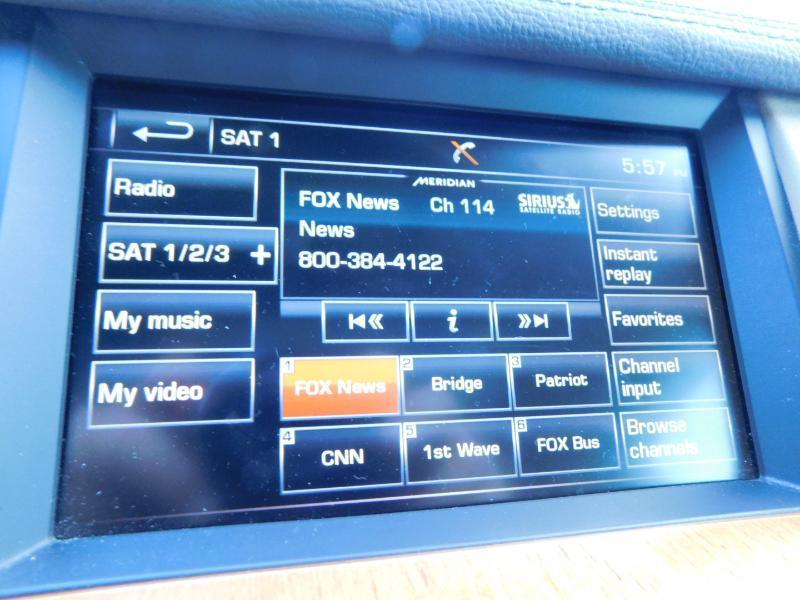 SAT 1
5:57 PM
Radio
SAT 1/2/3 +
My music
My video
MERIDIAN
FOX News Ch 114
SIRIUS
SATELLITE RADIO
News
800-384-4122
i
1 FOX News
2 Bridge
3 Patriot
4 CNN
5 1st Wave
6 FOX Bus
Settings
Instant
replay
Favorites
Channel
input
Browse
channels